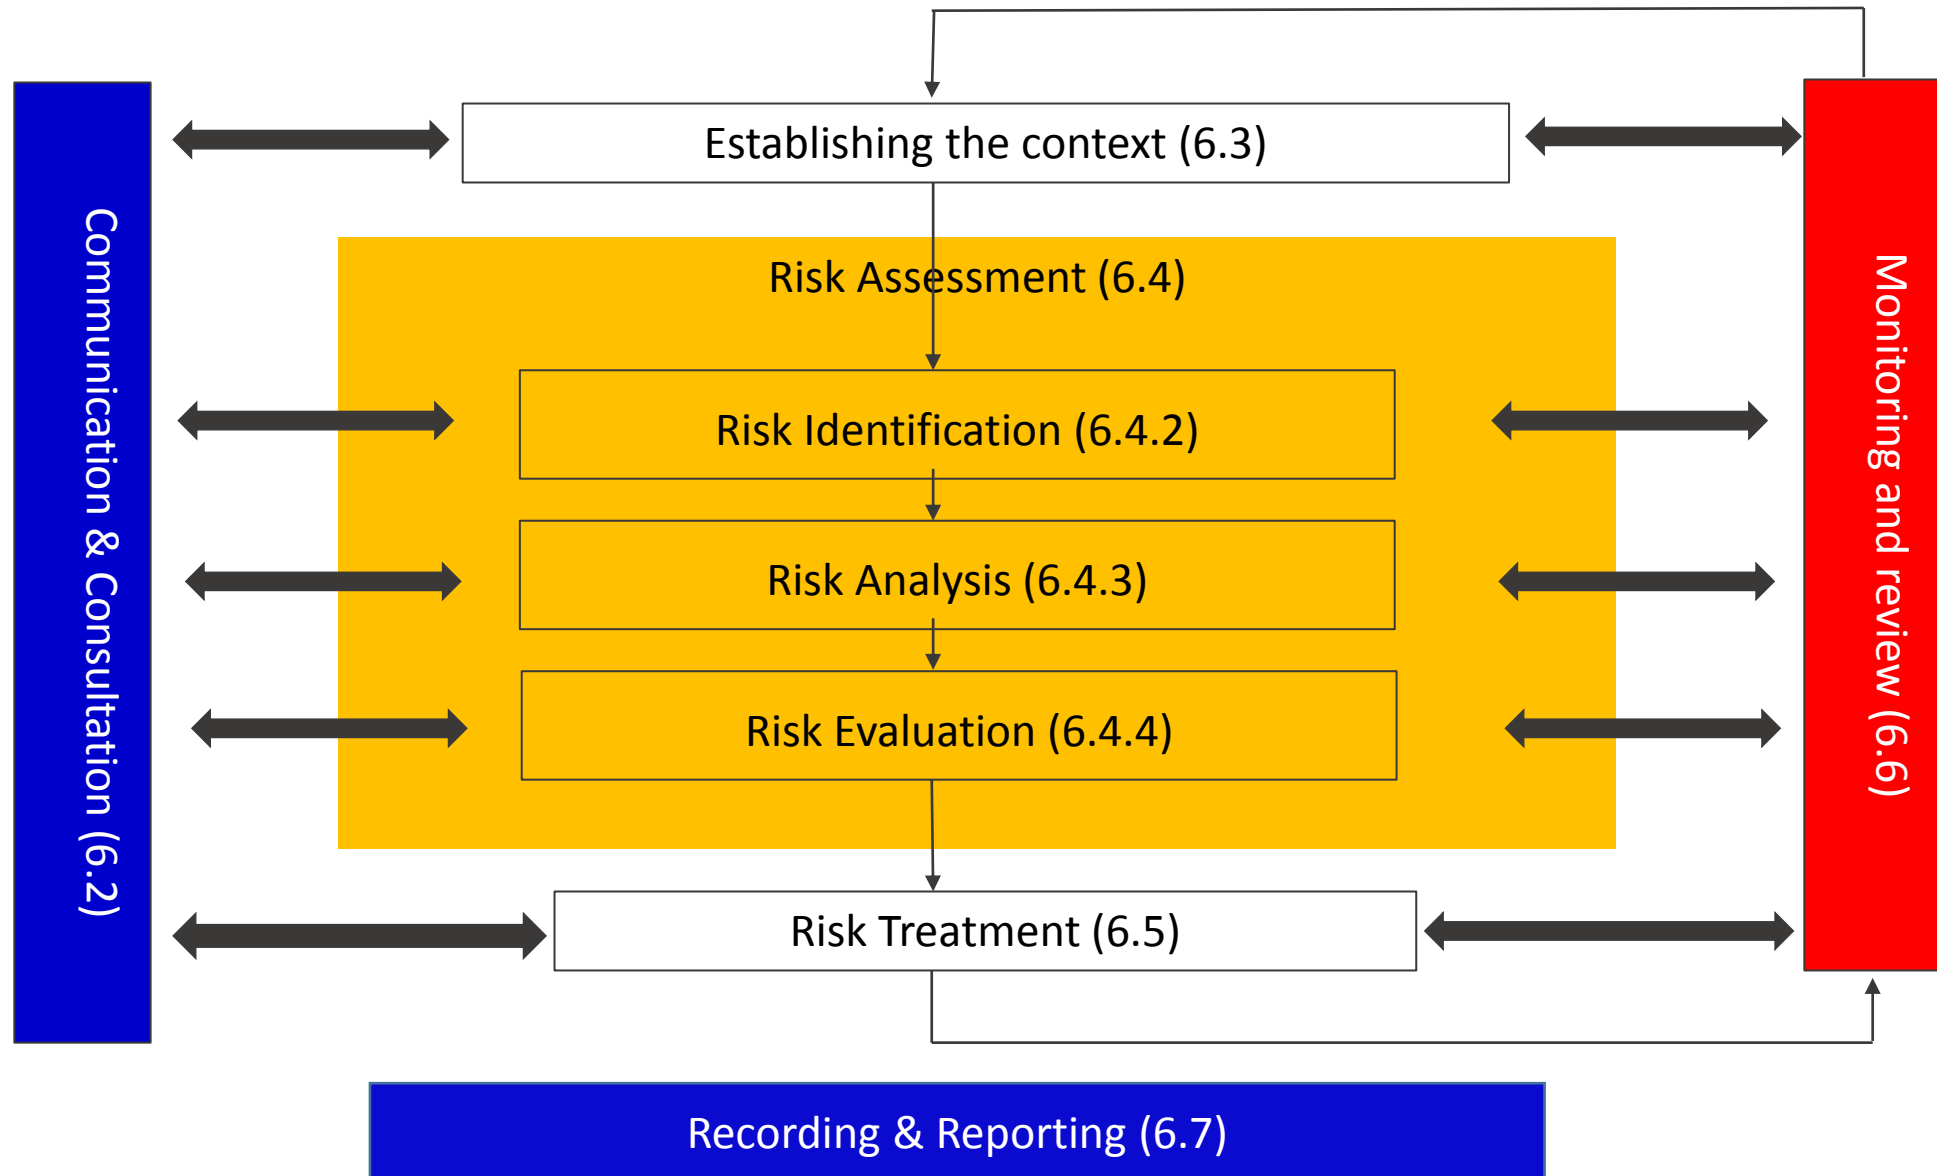 Establishing the context (6.3)
Communication & Consultation (6.2)
Risk Assessment (6.4)
Risk Identification (6.4.2)
Risk Analysis (6.4.3)
Risk Evaluation (6.4.4)
Monitoring and review (6.6)
Risk Treatment (6.5)
Recording & Reporting (6.7)